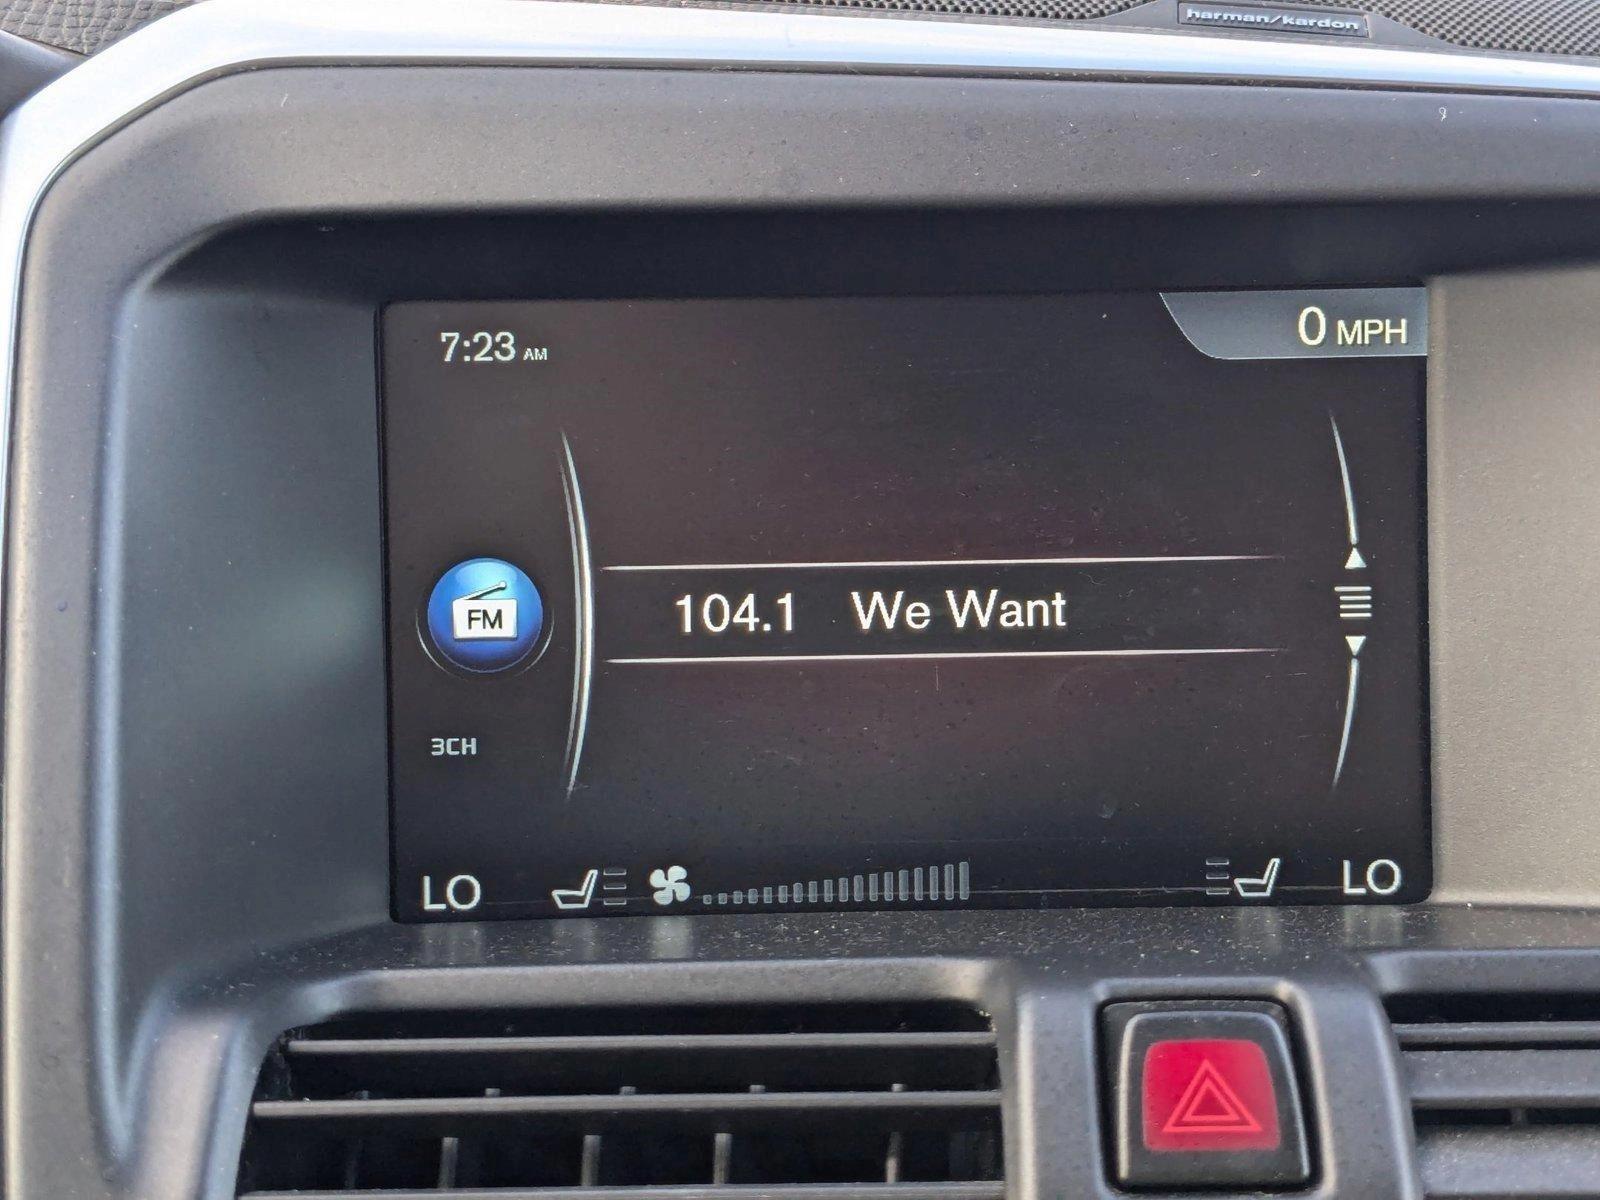 harman/kardon
7:23 AM
0 MPH
FM
104.1 We Want
3CH
LO
LO